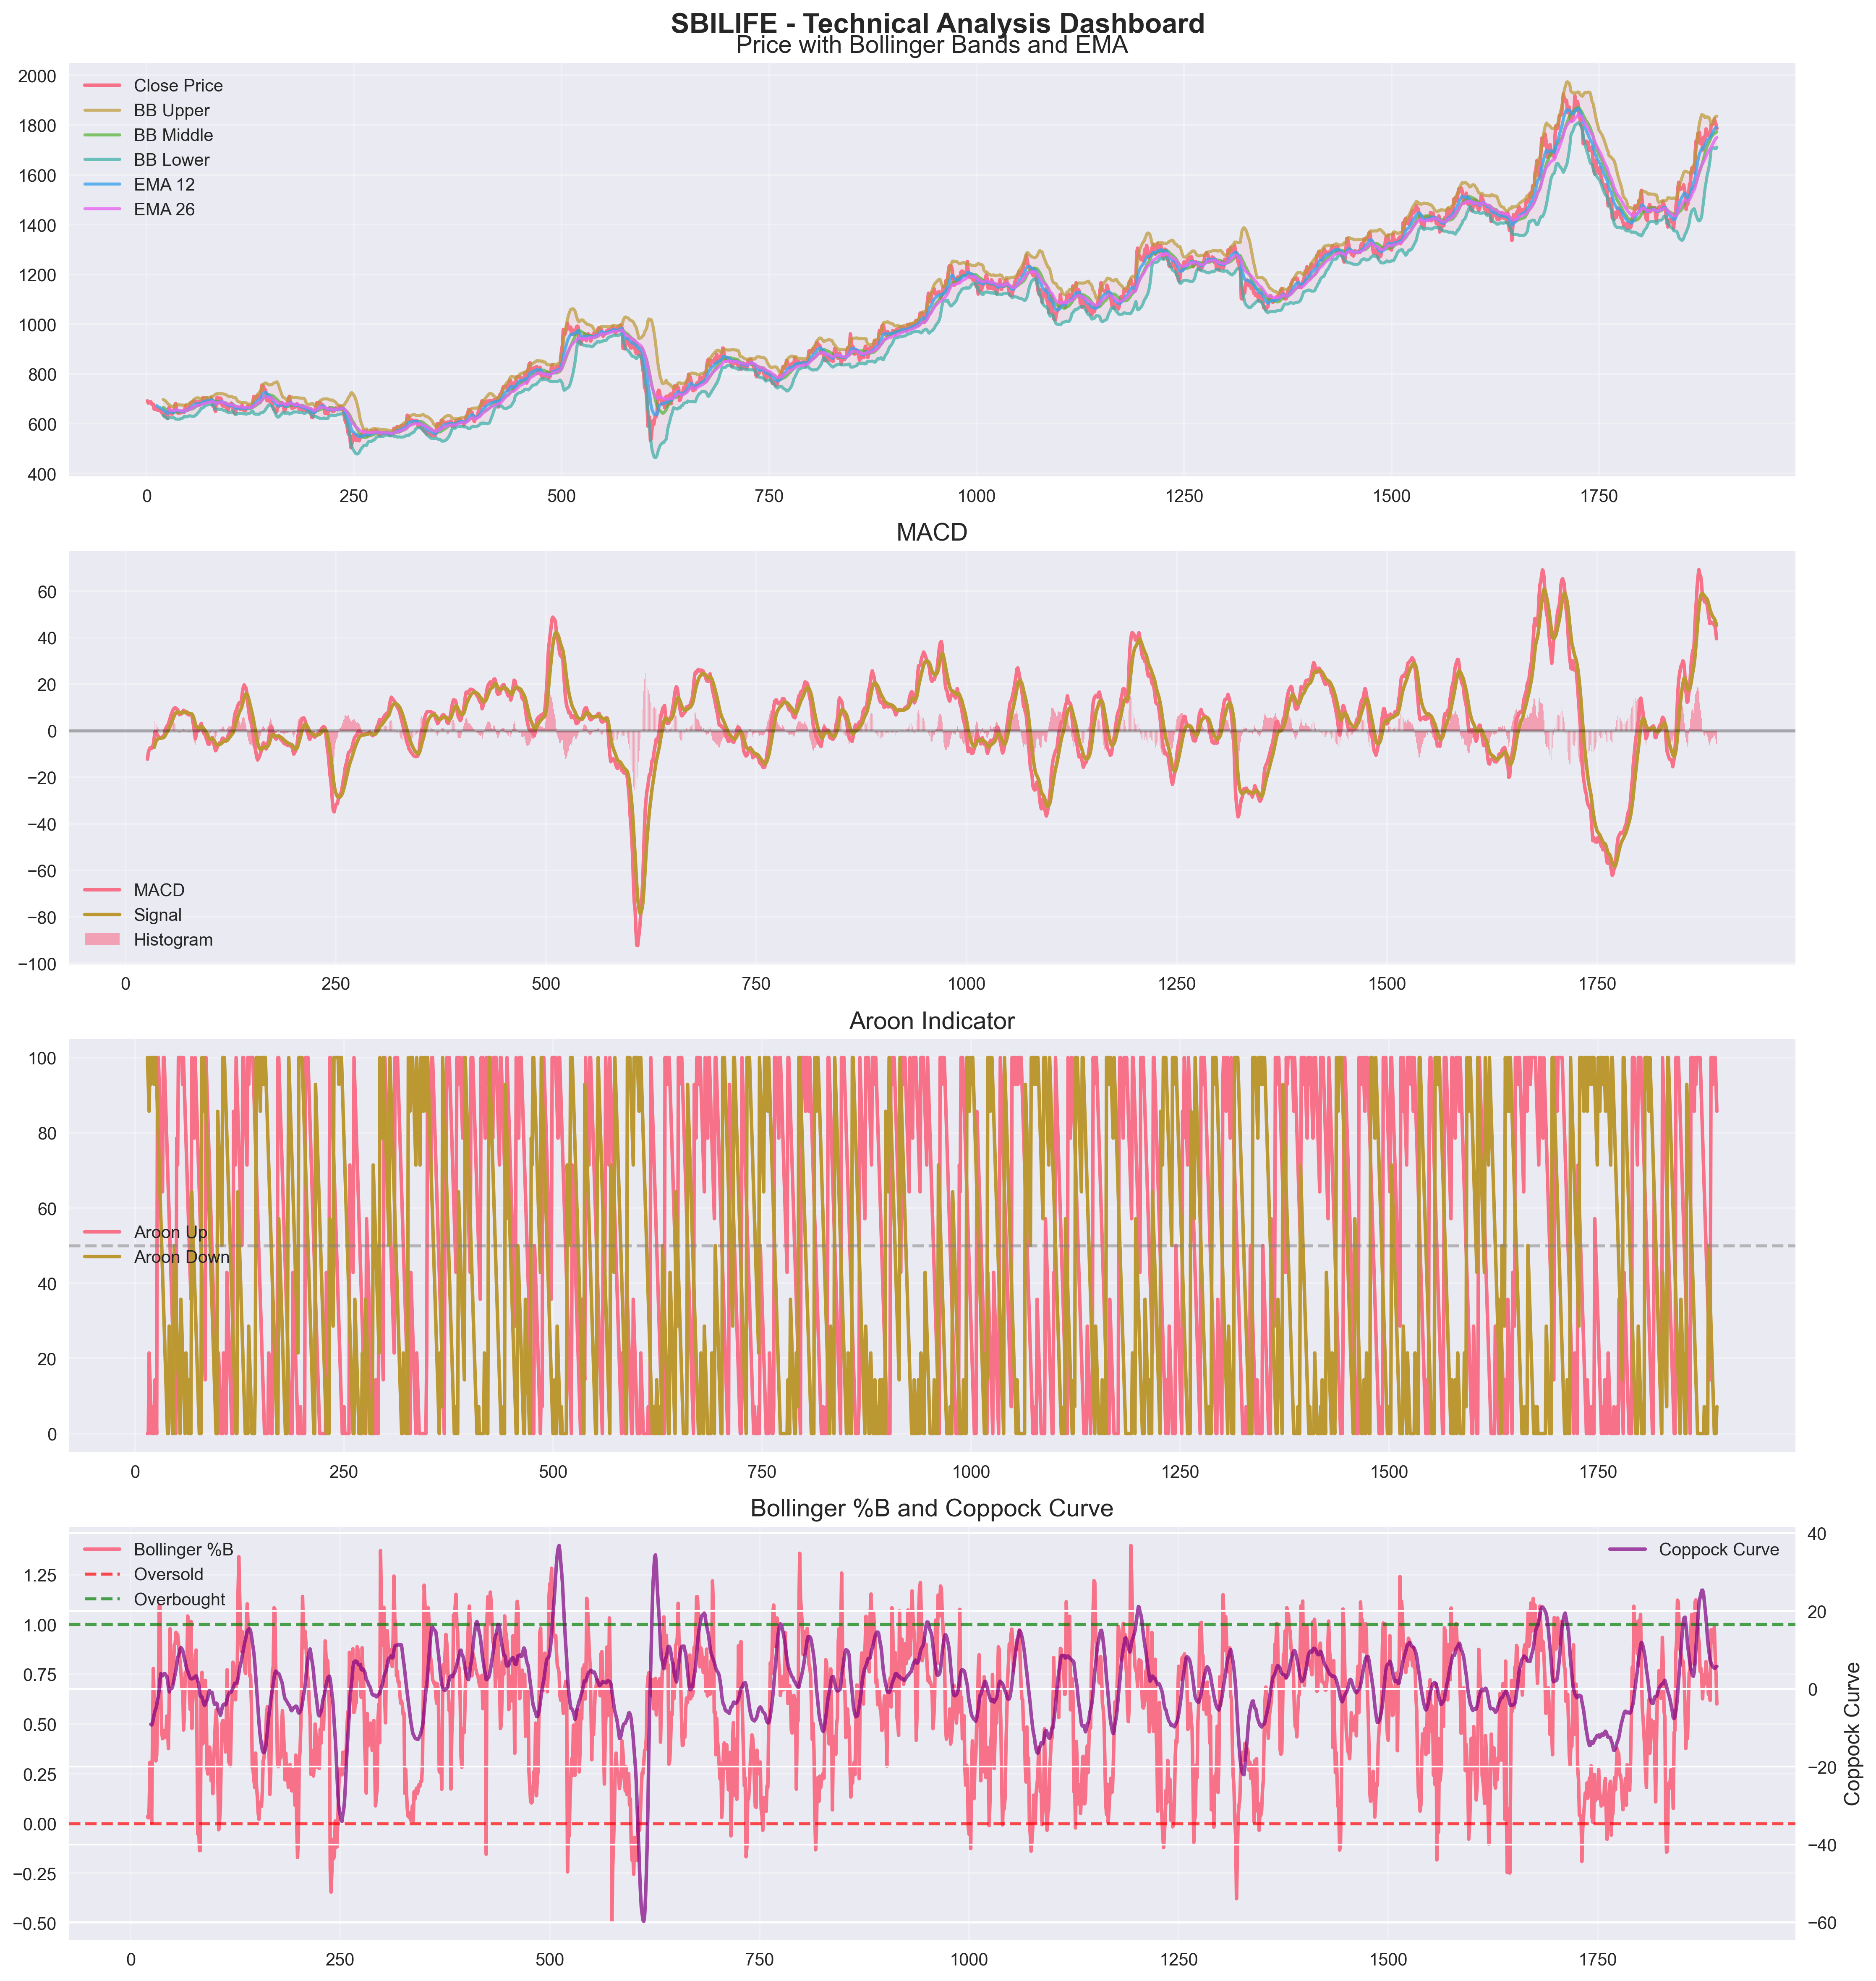 SBILIFE - Technical Analysis Dashboard
Price with Bollinger Bands and EMA
Close Price
BB Upper
BB Middle
BB Lower
EMA 12
EMA 26
2000
1800
1600
1400
1200
1000
800
600
400
0 250 500 750 1000 1250 1500 1750
MACD
60
40
20
0
−20
−40
−60
−80
−100
MACD
Signal
Histogram
0 250 500 750 1000 1250 1500 1750
Aroon Indicator
100
80
60
40
20
0
Aroon Up
Aroon Down
0 250 500 750 1000 1250 1500 1750
Bollinger %B and Coppock Curve
Bollinger %B
Oversold
Overbought
Coppock Curve
1.25
1.00
0.75
0.50
0.25
0.00
−0.25
−0.50
40
20
0
−20
−40
−60
Coppock Curve
0 250 500 750 1000 1250 1500 1750